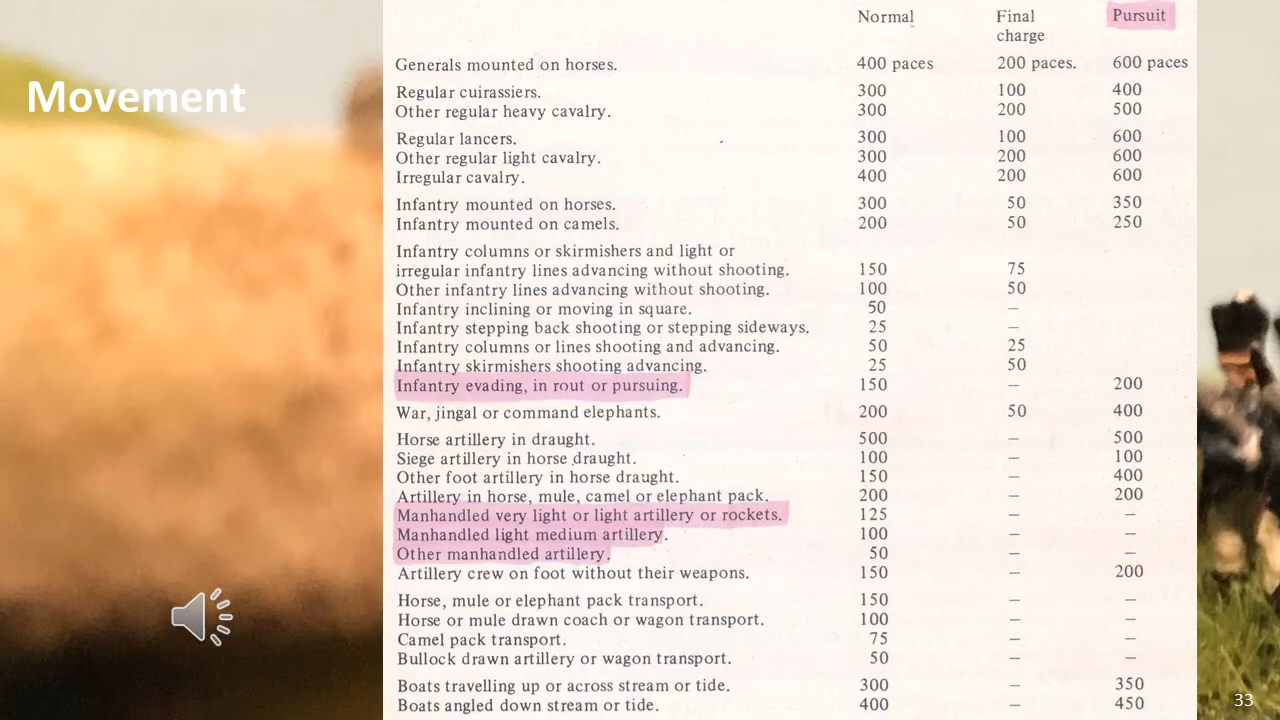 Movement
Normal Final Pursuit
charge
Generals mounted on horses. 400 paces 200 paces. 600 paces
Regular cuirassiers. 300 100 400
Other regular heavy cavalry. 300 200 500
Regular lancers. 300 100 600
Other regular light cavalry. 300 200 600
Irregular cavalry. 400 200 600
Infantry mounted on horses. 300 50 350
Infantry mounted on camels. 200 50 250
Infantry columns or skirmishers and light or
irregular infantry lines advancing without shooting. 150 75
Other infantry lines advancing without shooting. 100 50
Infantry inclining or moving in square. 50 –
Infantry stepping back shooting or stepping sideways. 25 –
Infantry columns or lines shooting and advancing. 50 25
Infantry skirmishers shooting advancing. 25 50
Infantry evading, in rout or pursuing. 150 – 200
War, jingal or command elephants. 200 50 400
Horse artillery in draught. 500 – 500
Siege artillery in horse draught. 100 – 100
Other foot artillery in horse draught. 150 – 400
Artillery in horse, mule, camel or elephant pack. 200 – 200
Manhandled very light or light artillery or rockets. 125 – –
Manhandled light medium artillery. 100 – –
Other manhandled artillery. 50 – –
Artillery crew on foot without their weapons. 150 – 200
Horse, mule or elephant pack transport. 150 – –
Horse or mule drawn coach or wagon transport. 100 – –
Camel pack transport. 75 – –
Bullock drawn artillery or wagon transport. 50 – –
Boats travelling up or across stream or tide. 300 – 350
Boats angled down stream or tide. 400 – 450
33